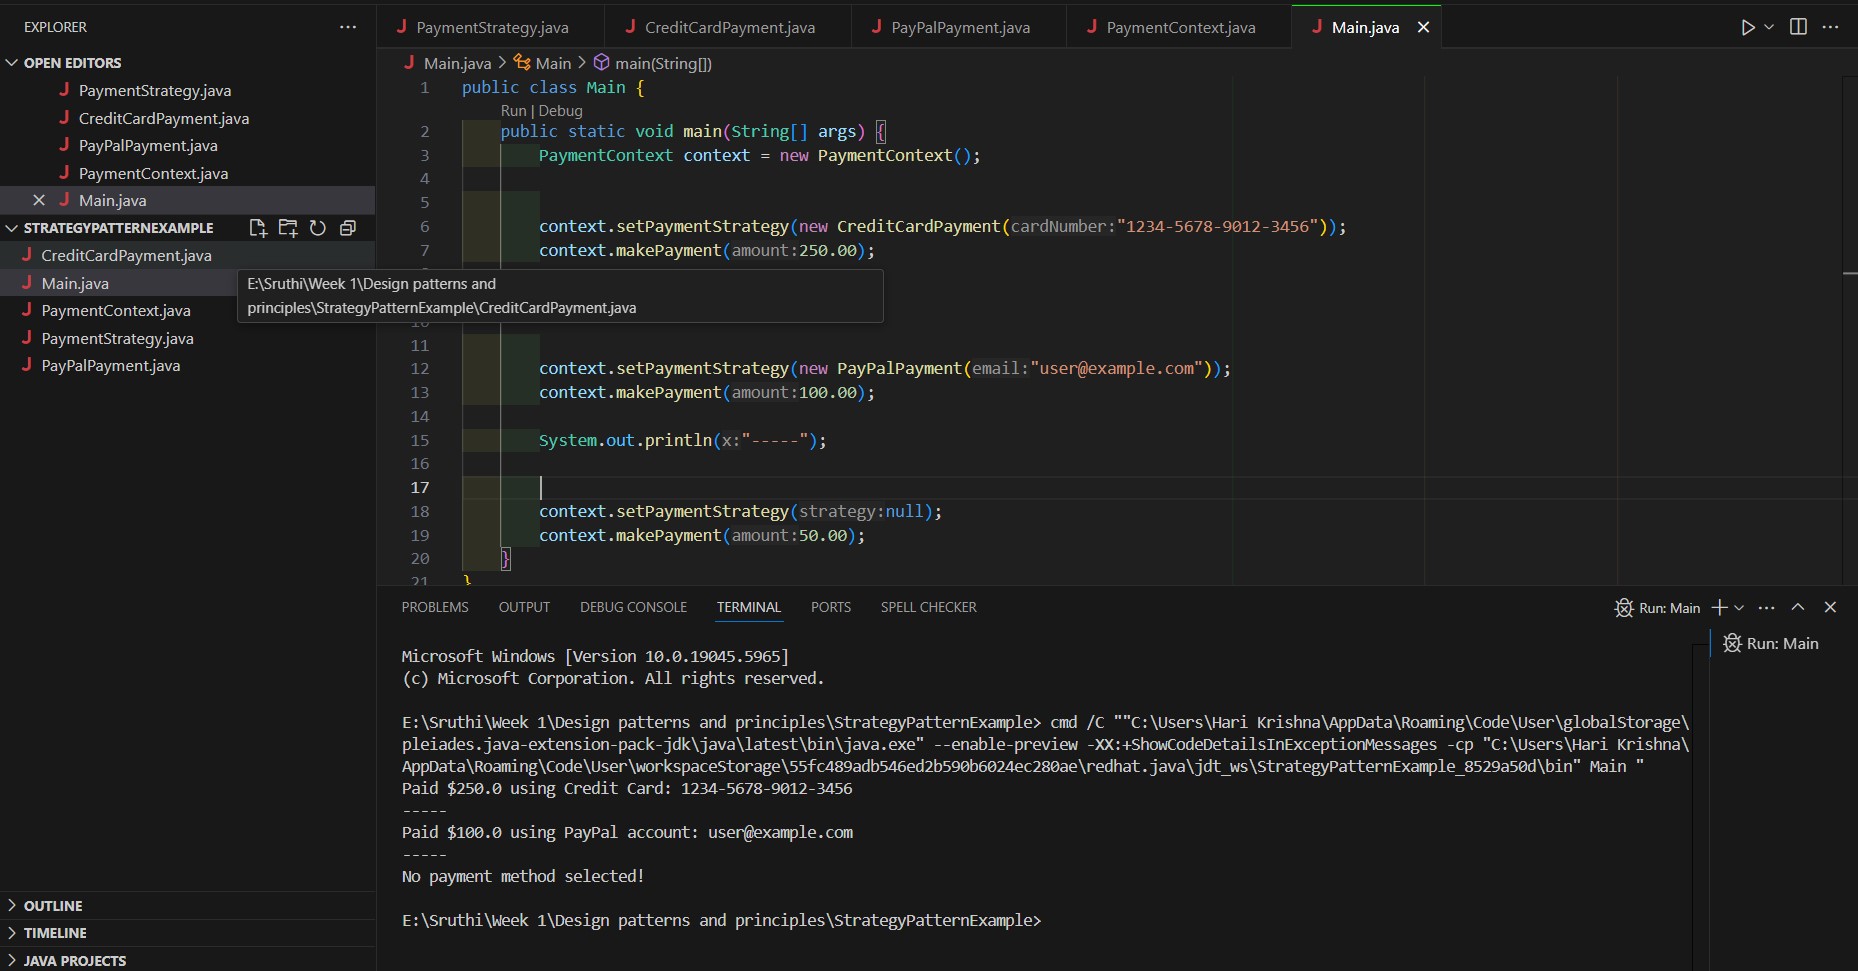 EXPLORER
OPEN EDITORS
PaymentStrategy.java
CreditCardPayment.java
PayPalPayment.java
PaymentContext.java
Main.java
STRATEGYPATTERNEXAMPLE
CreditCardPayment.java
Main.java
PaymentContext.java
PaymentStrategy.java
PayPalPayment.java
OUTLINE
TIMELINE
JAVA PROJECTS
PaymentStrategy.java CreditCardPayment.java PayPalPayment.java PaymentContext.java Main.java
Main.java > Main > main(String[])
1 public class Main {
Run | Debug
2 public static void main(String[] args) {
3 PaymentContext context = new PaymentContext();
4
5
6 context.setPaymentStrategy(new CreditCardPayment(cardNumber:"1234-5678-9012-3456"));
7 context.makePayment(amount:250.00);
E:\Sruthi\Week 1\Design patterns and
principles\StrategyPatternExample\CreditCardPayment.java
10
11
12 context.setPaymentStrategy(new PayPalPayment(email:"user@example.com"));
13 context.makePayment(amount:100.00);
14
15 System.out.println(x:"-----");
16
17
18 context.setPaymentStrategy(strategy:null);
19 context.makePayment(amount:50.00);
20 }
21 }
PROBLEMS OUTPUT DEBUG CONSOLE TERMINAL PORTS SPELL CHECKER
Run: Main
Run: Main
Microsoft Windows [Version 10.0.19045.5965]
(c) Microsoft Corporation. All rights reserved.
E:\Sruthi\Week 1\Design patterns and principles\StrategyPatternExample> cmd /C ""C:\Users\Hari Krishna\AppData\Roaming\Code\User\globalStorage\
pleiades.java-extension-pack-jdk\java\latest\bin\java.exe" --enable-preview -XX:+ShowCodeDetailsInExceptionMessages -cp "C:\Users\Hari Krishna\
AppData\Roaming\Code\User\workspaceStorage\55fc489adb546ed2b590b6024ec280ae\redhat.java\jdt_ws\StrategyPatternExample_8529a50d\bin" Main "
Paid $250.0 using Credit Card: 1234-5678-9012-3456
-----
Paid $100.0 using PayPal account: user@example.com
-----
No payment method selected!
E:\Sruthi\Week 1\Design patterns and principles\StrategyPatternExample>